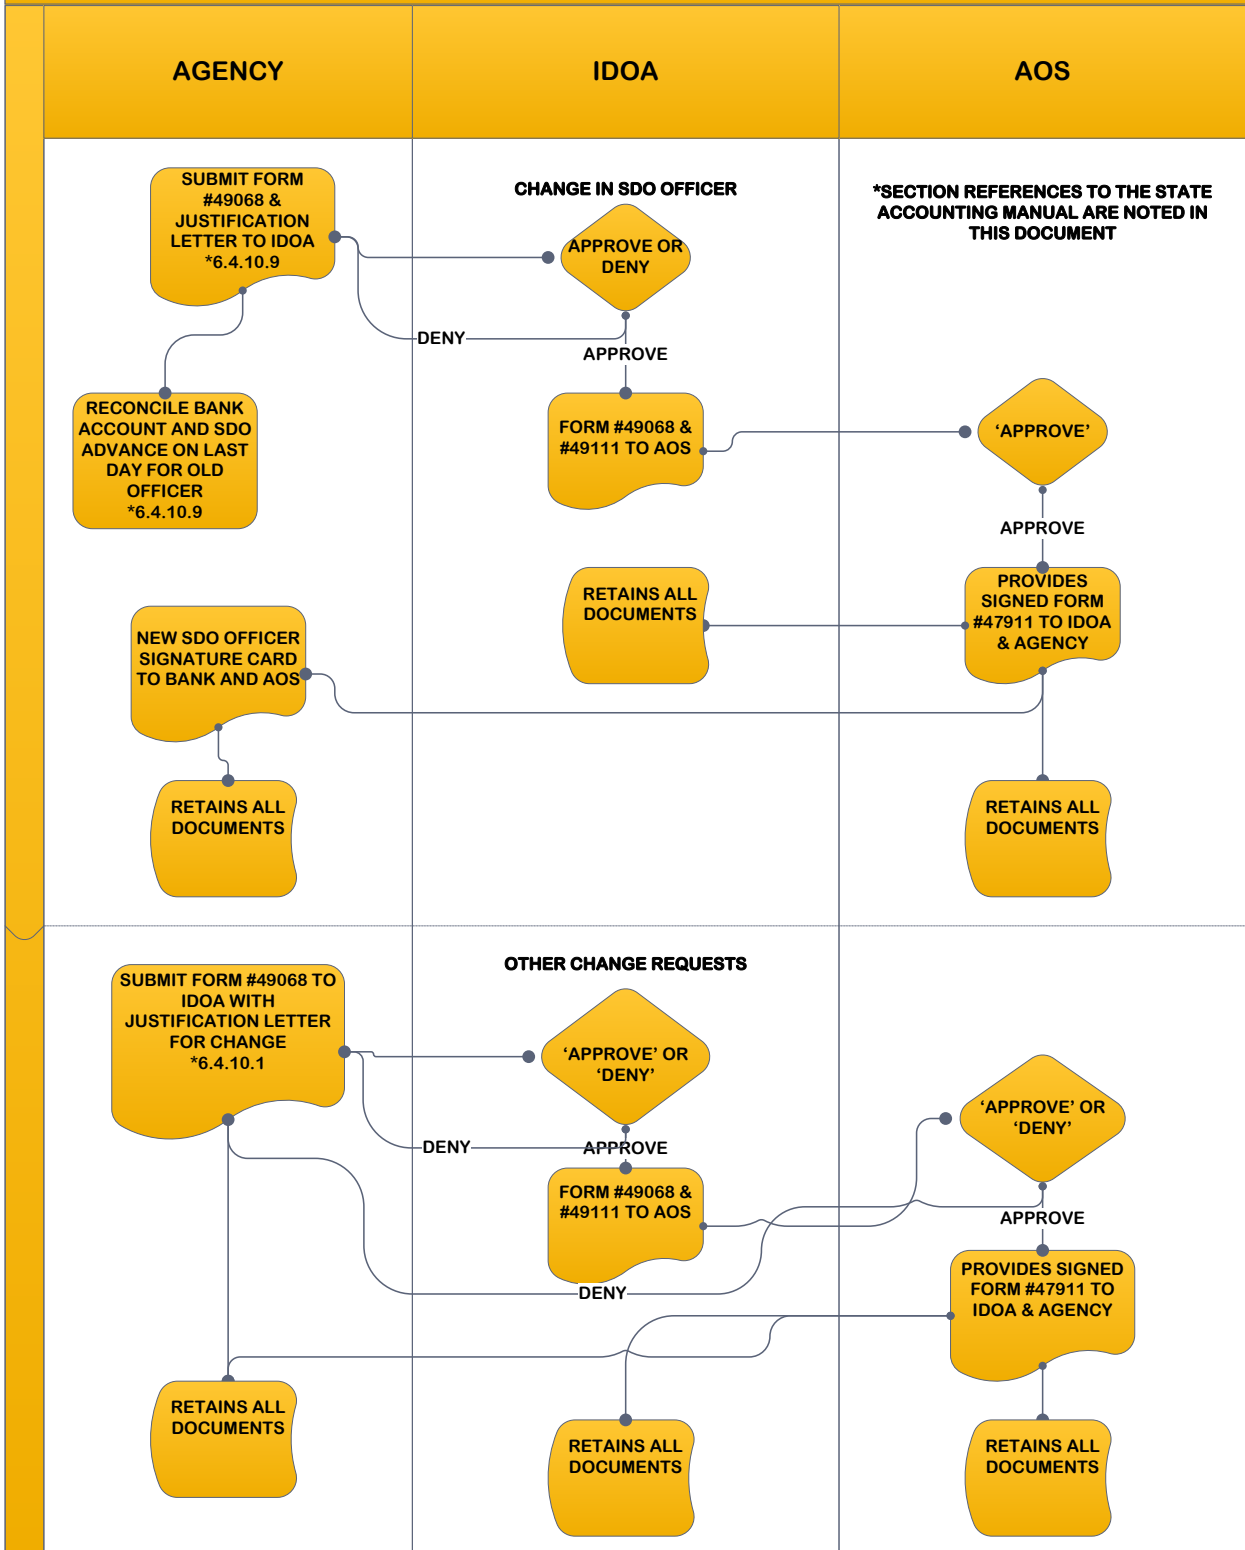 AGENCY
IDOA
AOS
SUBMIT FORM
#49068 &
JUSTIFICATION
LETTER TO IDOA
*6.4.10.9
CHANGE IN SDO OFFICER
APPROVE OR
DENY
*SECTION REFERENCES TO THE STATE
ACCOUNTING MANUAL ARE NOTED IN
THIS DOCUMENT
DENY
APPROVE
RECONCILE BANK
ACCOUNT AND SDO
ADVANCE ON LAST
DAY FOR OLD
OFFICER
*6.4.10.9
FORM #49068 &
#49111 TO AOS
‘APPROVE’
APPROVE
RETAINS ALL
DOCUMENTS
PROVIDES
SIGNED FORM
#47911 TO IDOA
& AGENCY
NEW SDO OFFICER
SIGNATURE CARD
TO BANK AND AOS
RETAINS ALL
DOCUMENTS
RETAINS ALL
DOCUMENTS
OTHER CHANGE REQUESTS
SUBMIT FORM #49068 TO
IDOA WITH
JUSTIFICATION LETTER
FOR CHANGE
*6.4.10.1
‘APPROVE’ OR
‘DENY’
‘APPROVE’ OR
‘DENY’
DENY
APPROVE
FORM #49068 &
#49111 TO AOS
APPROVE
DENY
PROVIDES SIGNED
FORM #47911 TO
IDOA & AGENCY
RETAINS ALL
DOCUMENTS
RETAINS ALL
DOCUMENTS
RETAINS ALL
DOCUMENTS